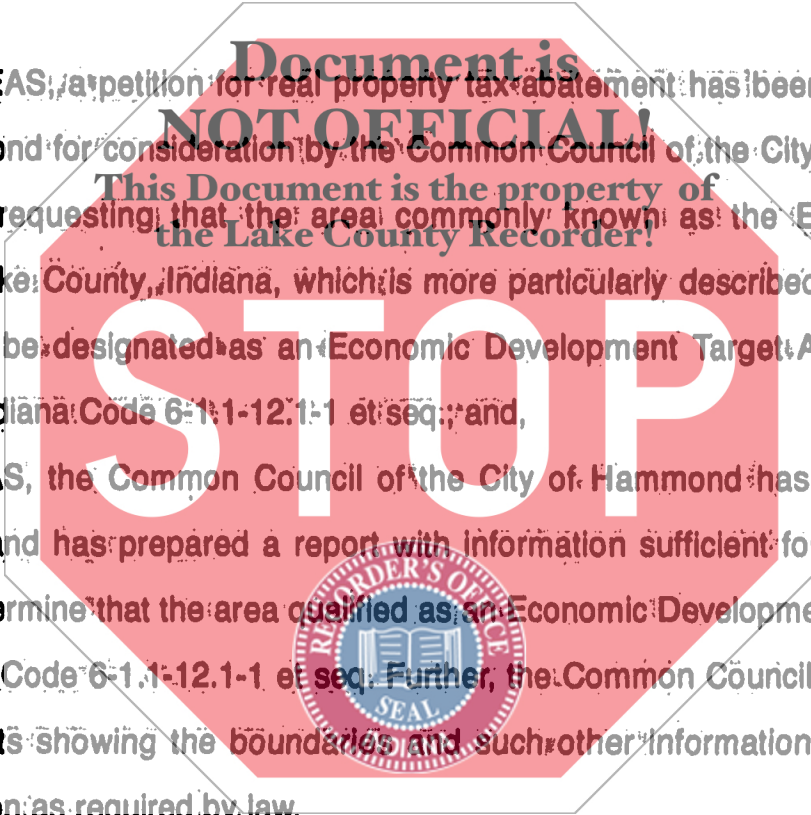 Document is
EAS, a petition for real property tax abatement has been
NOT OFFICIAL!
ond for consideration by the Common Council of the City
This Document is the property of
requesting that the area commonly known as the E
the Lake County Recorder!
ke County, Indiana, which is more particularly described
be designated as an Economic Development Target A
STOP
diana Code 6-1.1-12.1-1 et seq.; and,
AS, the Common Council of the City of Hammond has
and has prepared a report with information sufficient fo
RECORDER'S OFFICE
ermine that the area qualified as an Economic Developme
Code 6-1.1-12.1-1 et seq. Further, the Common Council
SEAL
ts showing the boundaries and such other information
INDIANA
n as required by law.